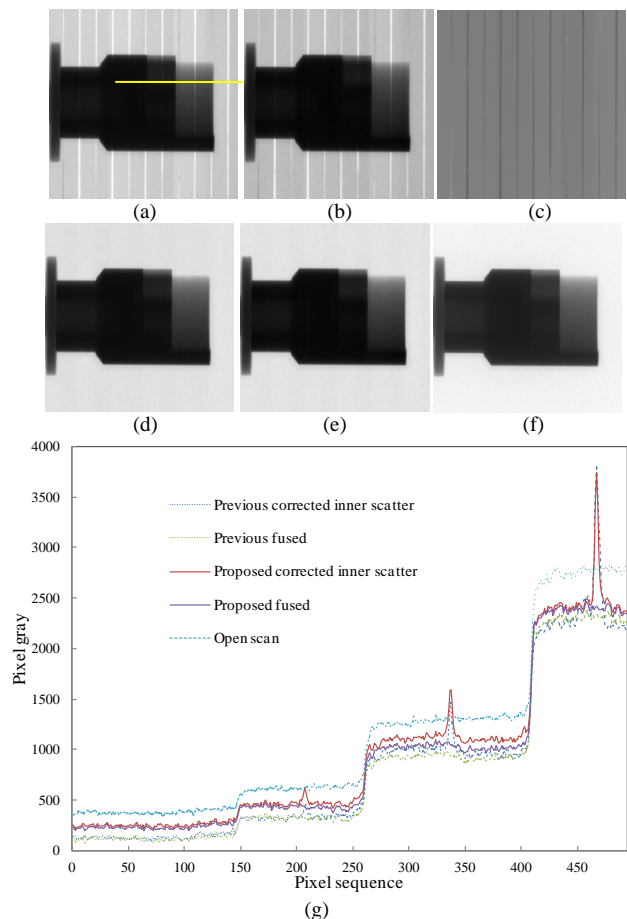 (a) (b) (c)
(d) (e) (f)
4000
3500
3000
2500
2000
1500
1000
500
0
Pixel gray
Previous corrected inner scatter
Previous fused
Proposed corrected inner scatter
Proposed fused
Open scan
0 50 100 150 200 250 300 350 400 450
Pixel sequence
(g)